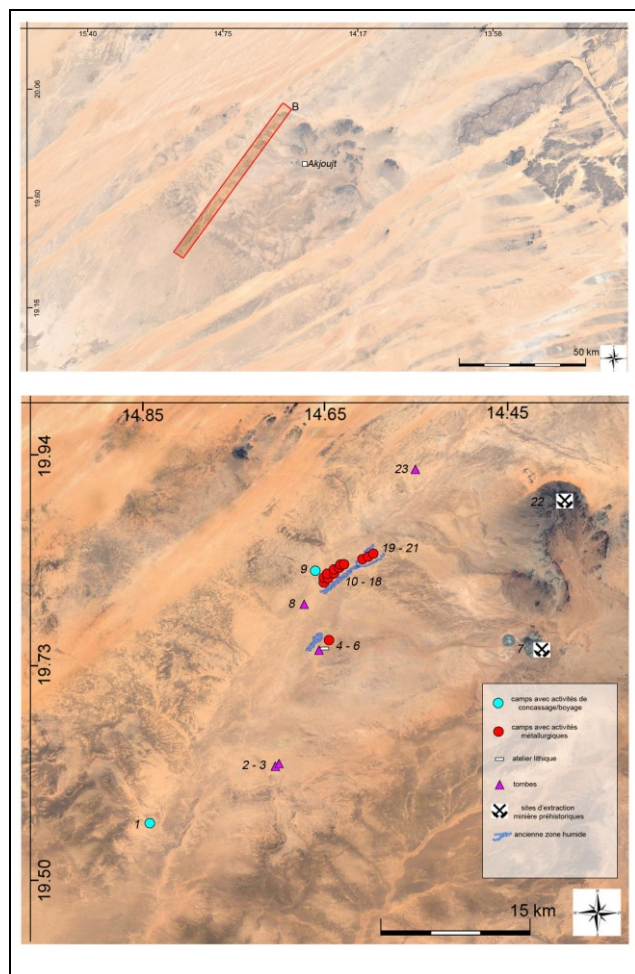 15.40 14.75 14.17 13.58
20.06
B
Akjoujt
19.60
19.16
50 km
14.85 14.65 14.45
19.94
23
22
19 - 21
9
10 - 18
8
4 - 6
7
19.73
camps avec activités de
concassage/boyage
camps avec activités
métallurgiques
atelier lithique
2 - 3
tombes
sites d'extraction
minière préhistoriques
1
ancienne zone humide
19.50
15 km